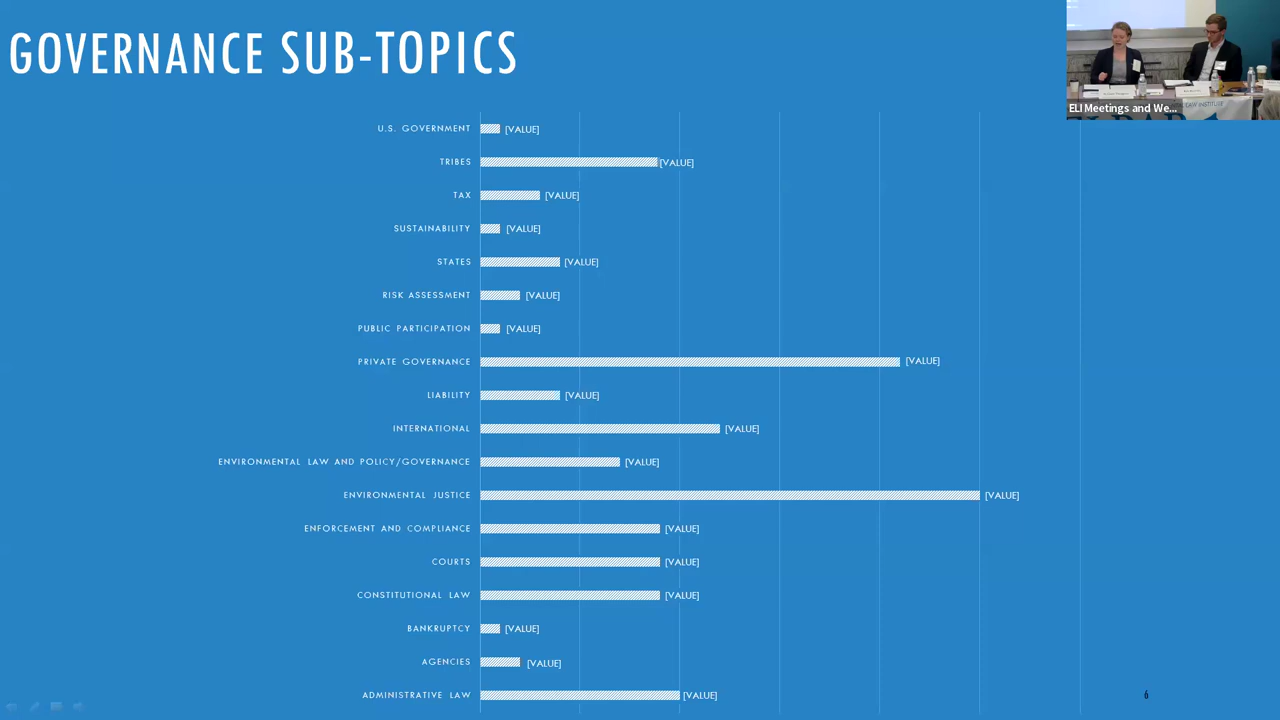 GOVERNANCE SUB-TOPICS
ELI Meetings and We...
U.S. GOVERNMENT [VALUE]
TRIBES [VALUE]
TAX [VALUE]
SUSTAINABILITY [VALUE]
STATES [VALUE]
RISK ASSESSMENT [VALUE]
PUBLIC PARTICIPATION [VALUE]
PRIVATE GOVERNANCE [VALUE]
LIABILITY [VALUE]
INTERNATIONAL [VALUE]
ENVIRONMENTAL LAW AND POLICY/GOVERNANCE [VALUE]
ENVIRONMENTAL JUSTICE [VALUE]
ENFORCEMENT AND COMPLIANCE [VALUE]
COURTS [VALUE]
CONSTITUTIONAL LAW [VALUE]
BANKRUPTCY [VALUE]
AGENCIES [VALUE]
ADMINISTRATIVE LAW [VALUE]
6